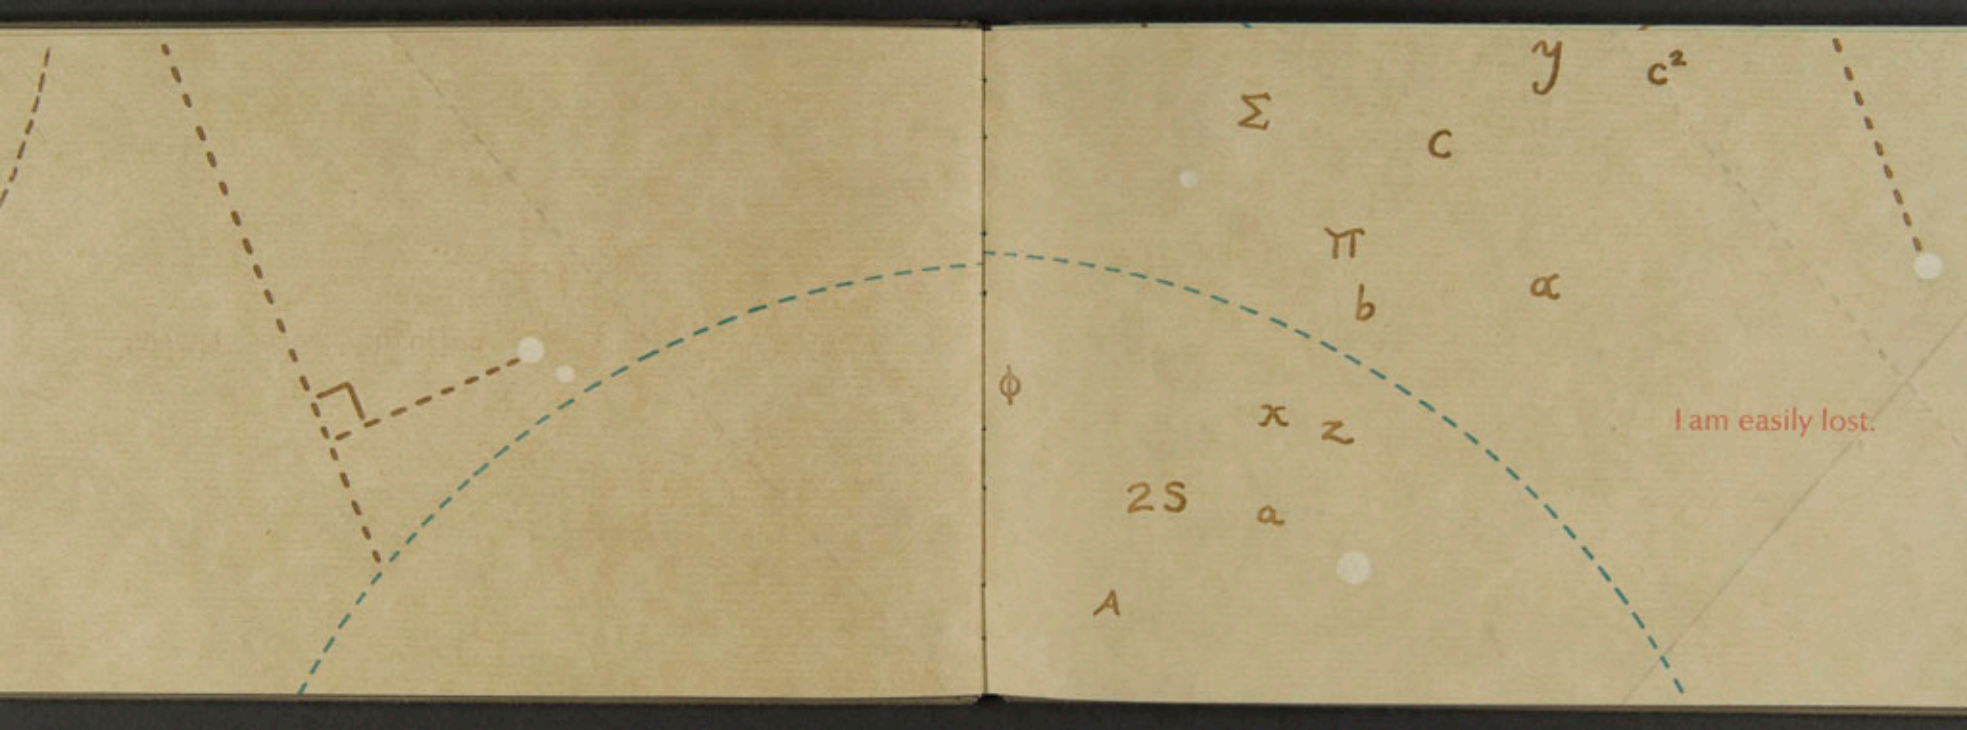 y c²
Σ
C
π
b α
ϕ
x z
I am easily lost.
2S a
A